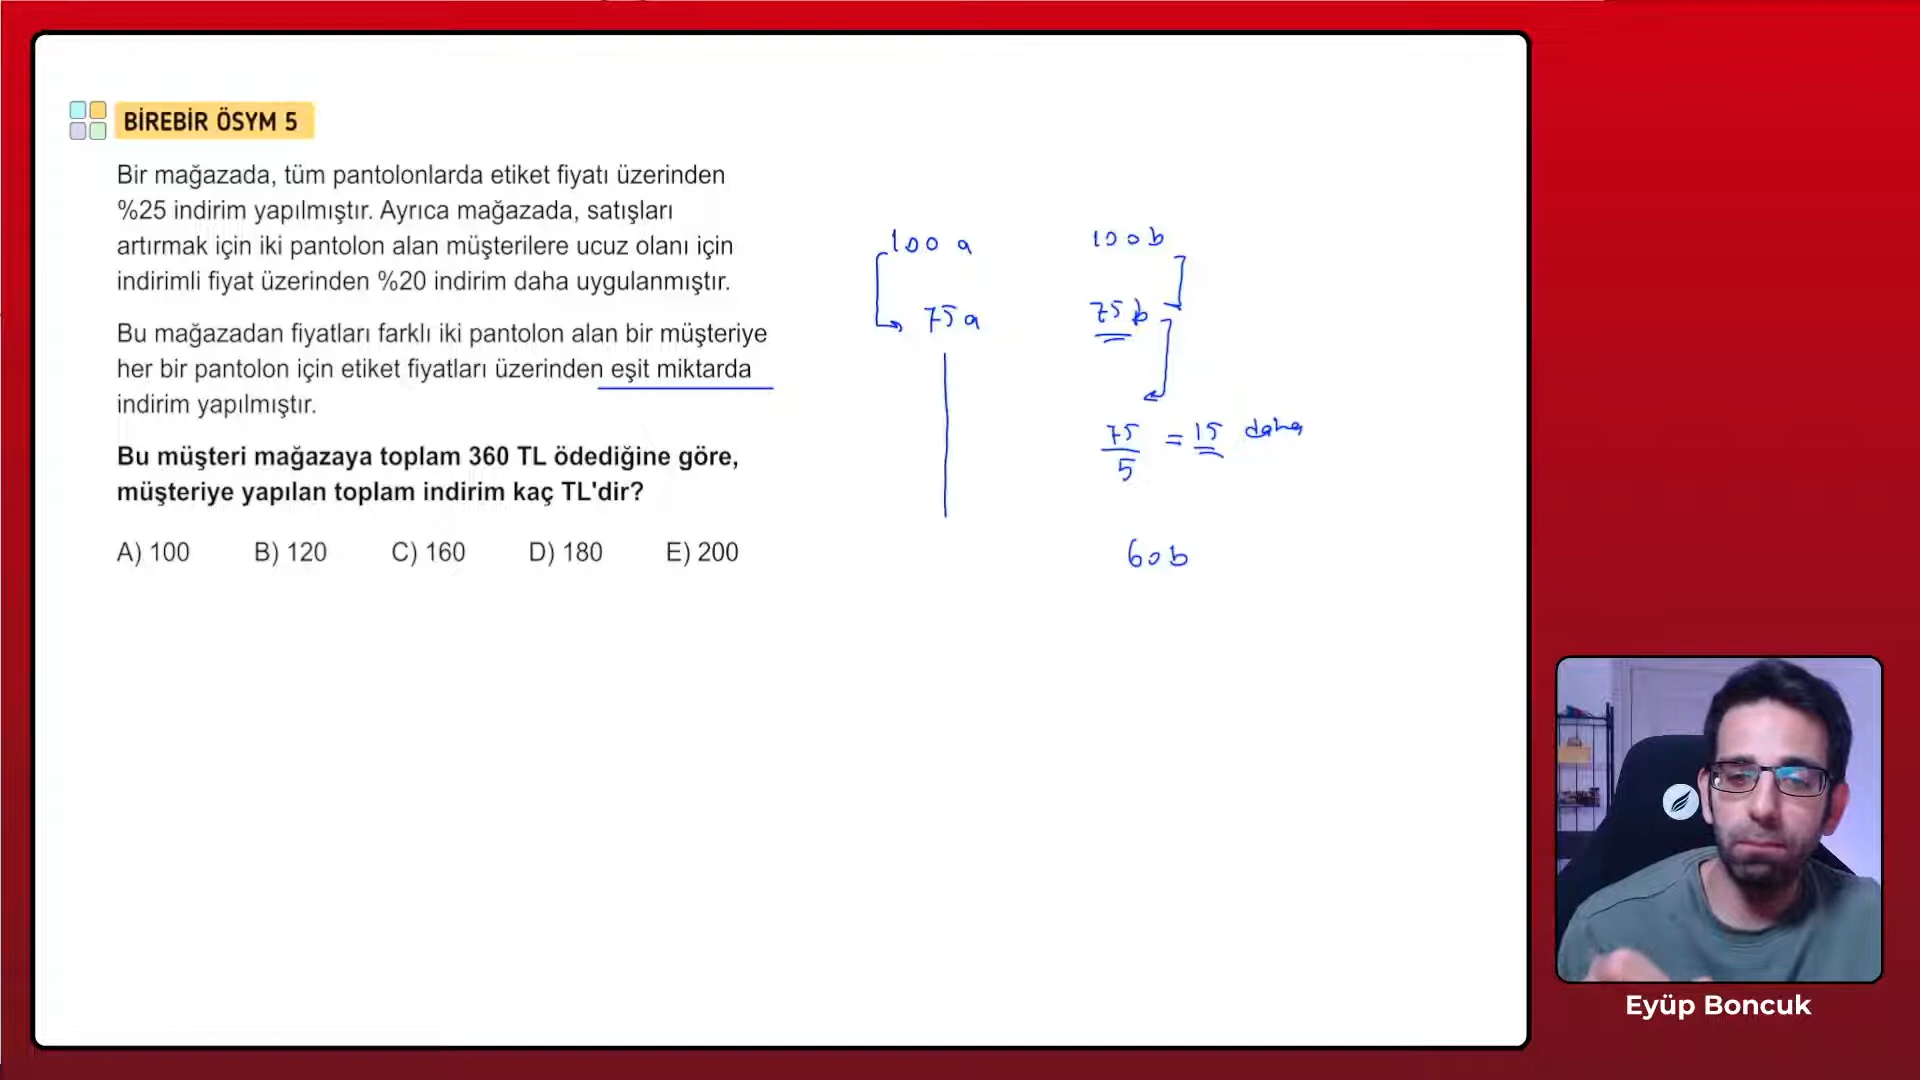 BİREBİR ÖSYM 5
Bir mağazada, tüm pantolonlarda etiket fiyatı üzerinden
%25 indirim yapılmıştır. Ayrıca mağazada, satışları
artırmak için iki pantolon alan müşterilere ucuz olanı için
indirimli fiyat üzerinden %20 indirim daha uygulanmıştır.
Bu mağazadan fiyatları farklı iki pantolon alan bir müşteriye
her bir pantolon için etiket fiyatları üzerinden eşit miktarda
indirim yapılmıştır.
Bu müşteri mağazaya toplam 360 TL ödediğine göre,
müşteriye yapılan toplam indirim kaç TL'dir?
A) 100 B) 120 C) 160 D) 180 E) 200
100 a 100b
75a 75b
75/5 = 15 daha
60b
Eyüp Boncuk